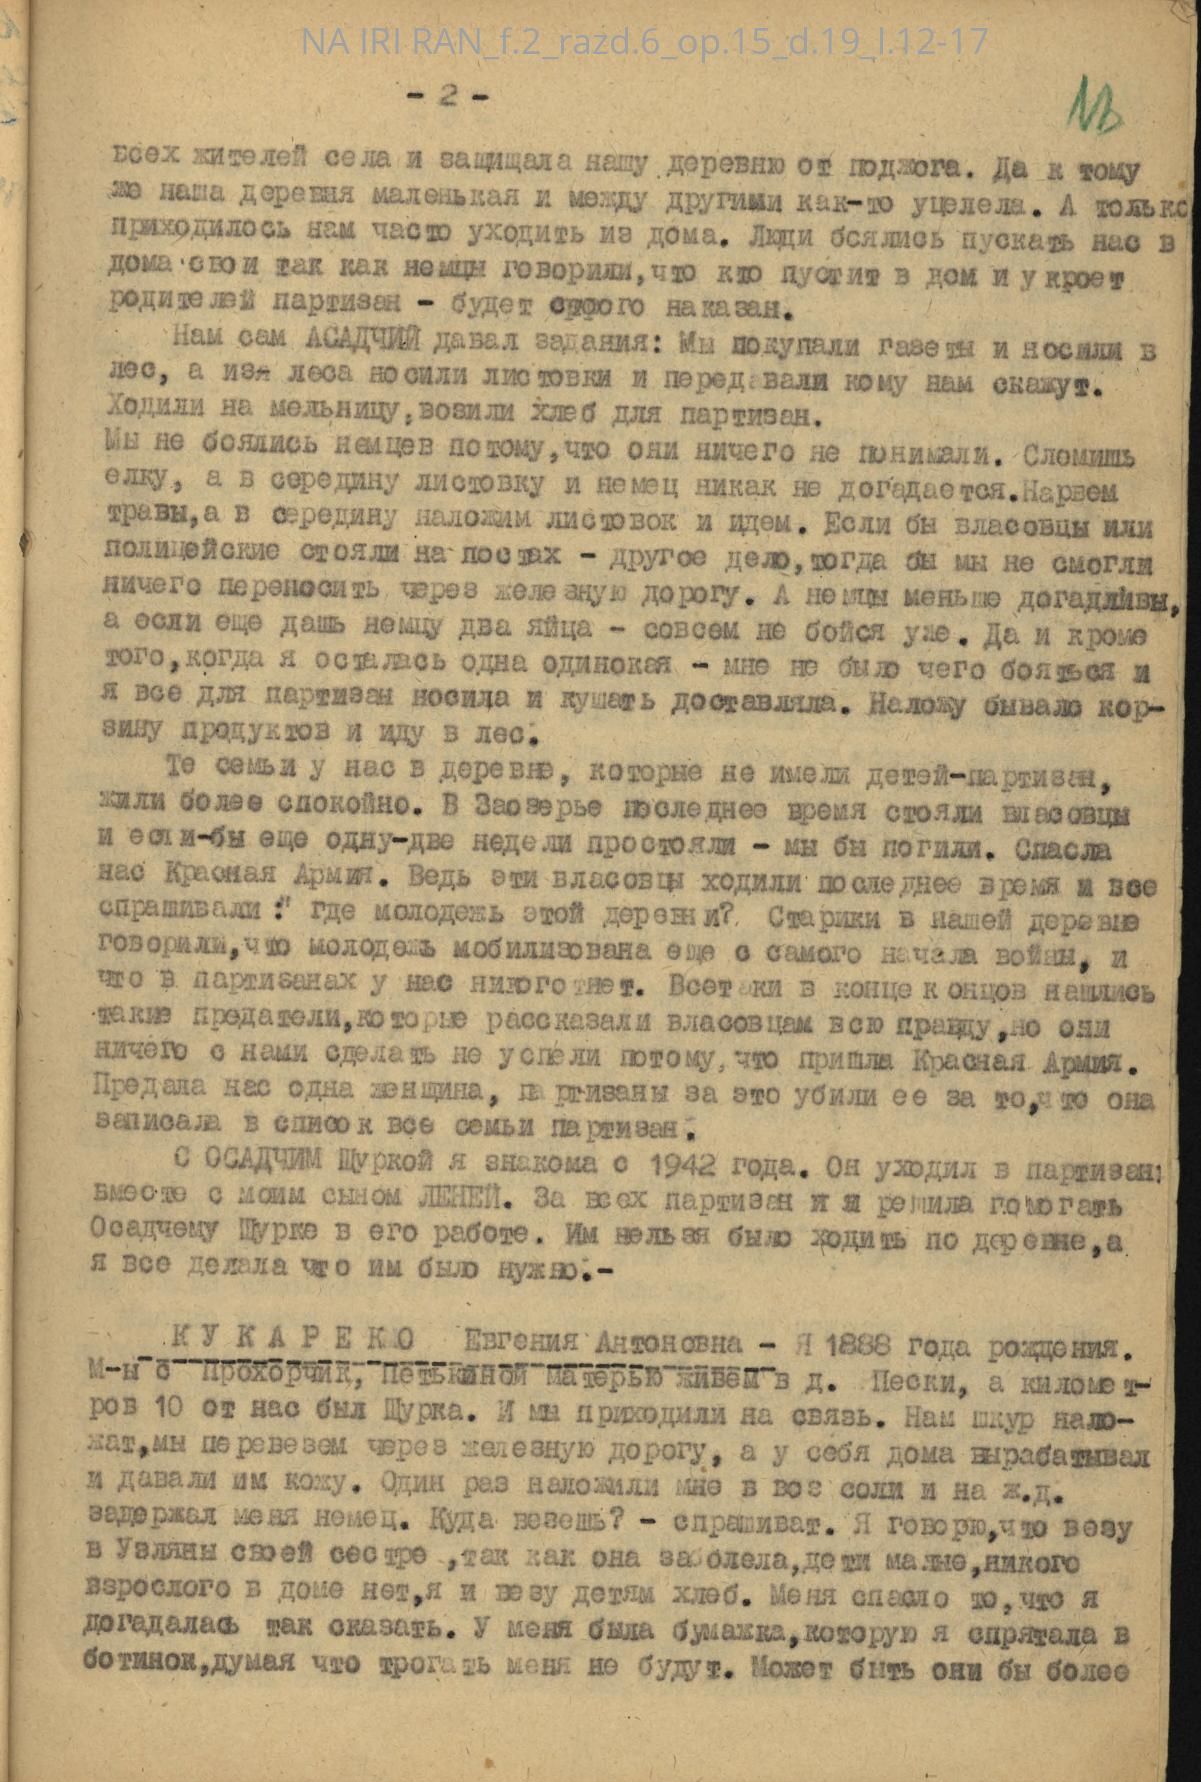 NA IRI RAN_f.2_razd.6_op.15_d.19_l.12-17
- 2 -
всех жителей села и защищала нашу деревню от поджога. Да к тому
же наша деревня маленькая и между другими как-то уцелела. А только
приходилось нам часто уходить из дома. Люди боялись пускать нас в
дома свои так как немцы говорили,что кто пустит в дом и укроет
родителей партизан - будет строго наказан.
Нам сам АСАДЧИЙ давал задания: Мы покупали газеты и носили в
лес, а из леса носили листовки и передавали кому нам скажут.
Ходили на мельницу,возили хлеб для партизан.
Мы не боялись немцев потому,что они ничего не понимали. Сломишь
елку, а в середину листовку и немец никак не догадается.Нарвем
травы,а в середину наложим листовок и идем. Если бы власовцы или
полицейские стояли на постах - другое дело,тогда бы мы не смогли
ничего переносить через железную дорогу. А немцы меньше догадливы,
а если еще дашь немцу два яйца - совсем не бойся уже. Да и кроме
того,когда я осталась одна одинокая - мне не было чего бояться и
я все для партизан носила и кушать доставляла. Наложу бывало кор-
зину продуктов и иду в лес.
Те семьи у нас в деревне, которые не имели детей-партизан,
жили более спокойно. В Заозерье последнее время стояли власовцы
и если-бы еще одну-две недели простояли - мы бы погили. Спасла
нас Красная Армия. Ведь эти власовцы ходили последнее время и все
спрашивали:" где молодежь этой деревни? Старики в нашей деревне
говорили,что молодежь мобилизована еще с самого начала войны, и
что в партизанах у нас никого нет. Всетаки в конце концов нашлись
такие предатели,которые рассказали власовцам всю правду,но они
ничего с нами сделать не успели потому,что пришла Красная Армия.
Предала нас одна женщина, партизаны за это убили ее за то,что она
записала в список все семьи партизан.
С ОСАДЧИМ Шуркой я знакома с 1942 года. Он уходил в партизаны
вместе с моим сыном ЛЕНЕЙ. За всех партизан и я решила помогать
Осадчему Шурке в его работе. Им нельзя было ходить по деревне,а
я все делала что им было нужно.-
К У К А Р Е К О Евгения Антоновна - Я 1888 года рождения.
М-ы с прохорчик, Петькиной матерью живем в д. Пески, а километ-
ров 10 от нас был Шурка. И мы приходили на связь. Нам шкур нало-
жат,мы перевезем через железную дорогу, а у себя дома вырабатывал
и давали им кожу. Один раз наложили мне в воз соли и на ж.д.
задержал меня немец. Куда везешь? - спрашиват. Я говорю,что везу
в Узляны своей сестре ,так как она заболела,дети малые,никого
взрослого в доме нет,я и везу детям хлеб. Меня спасло то,что я
догадалась так сказать. У меня была бумажка,которую я спрятала в
ботинок,думая что трогать меня не будут. Может быть они бы более